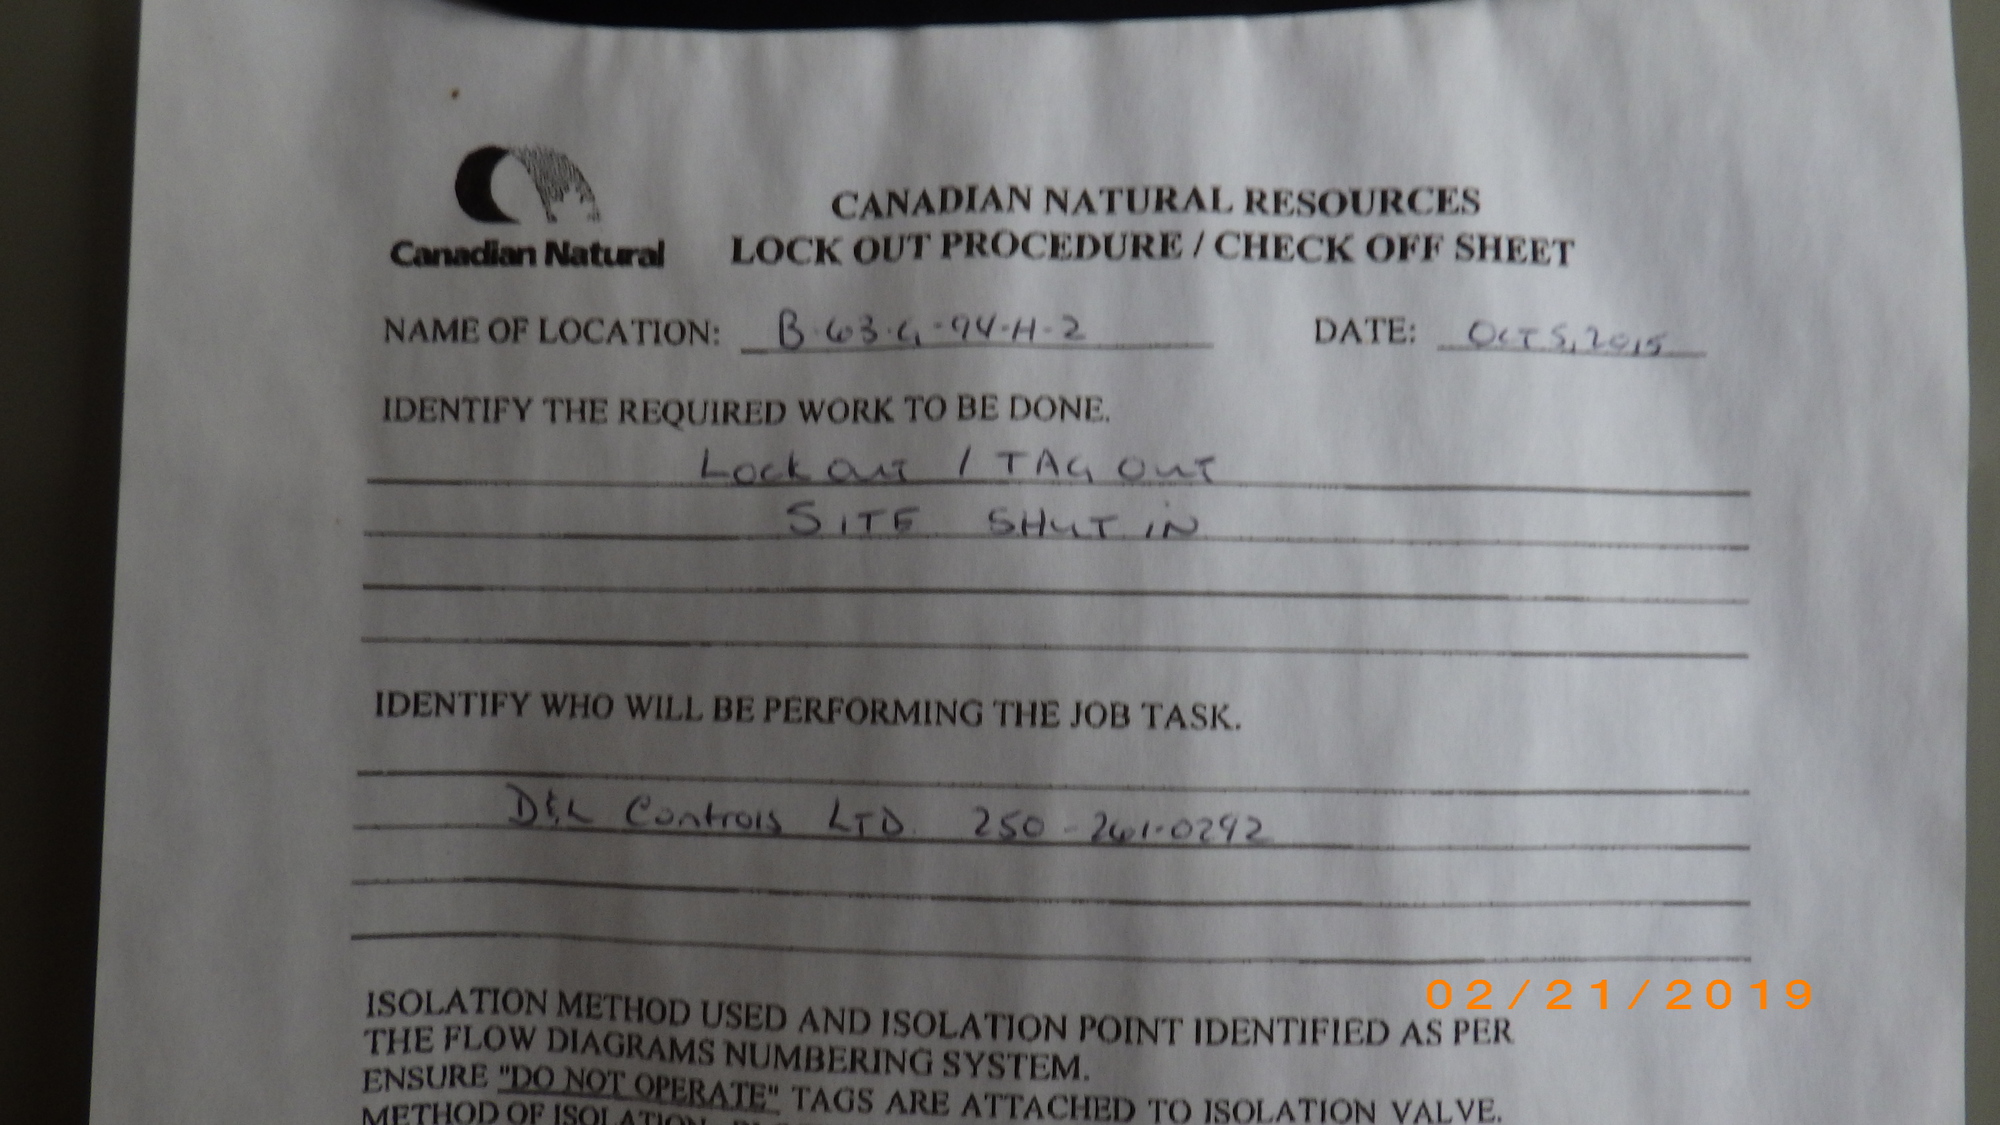 Canadian Natural
CANADIAN NATURAL RESOURCES
LOCK OUT PROCEDURE / CHECK OFF SHEET
NAME OF LOCATION: B-63-G-94-H-2 DATE: OCT 5, 2015
IDENTIFY THE REQUIRED WORK TO BE DONE.
Lock out / TAG OUT
SITE SHUT IN
IDENTIFY WHO WILL BE PERFORMING THE JOB TASK.
D&L Controls LTD. 250-261-0292
ISOLATION METHOD USED AND ISOLATION POINT IDENTIFIED AS PER
THE FLOW DIAGRAMS NUMBERING SYSTEM.
ENSURE "DO NOT OPERATE" TAGS ARE ATTACHED TO ISOLATION VALVE.
METHOD OF ISOLATION
02/21/2019